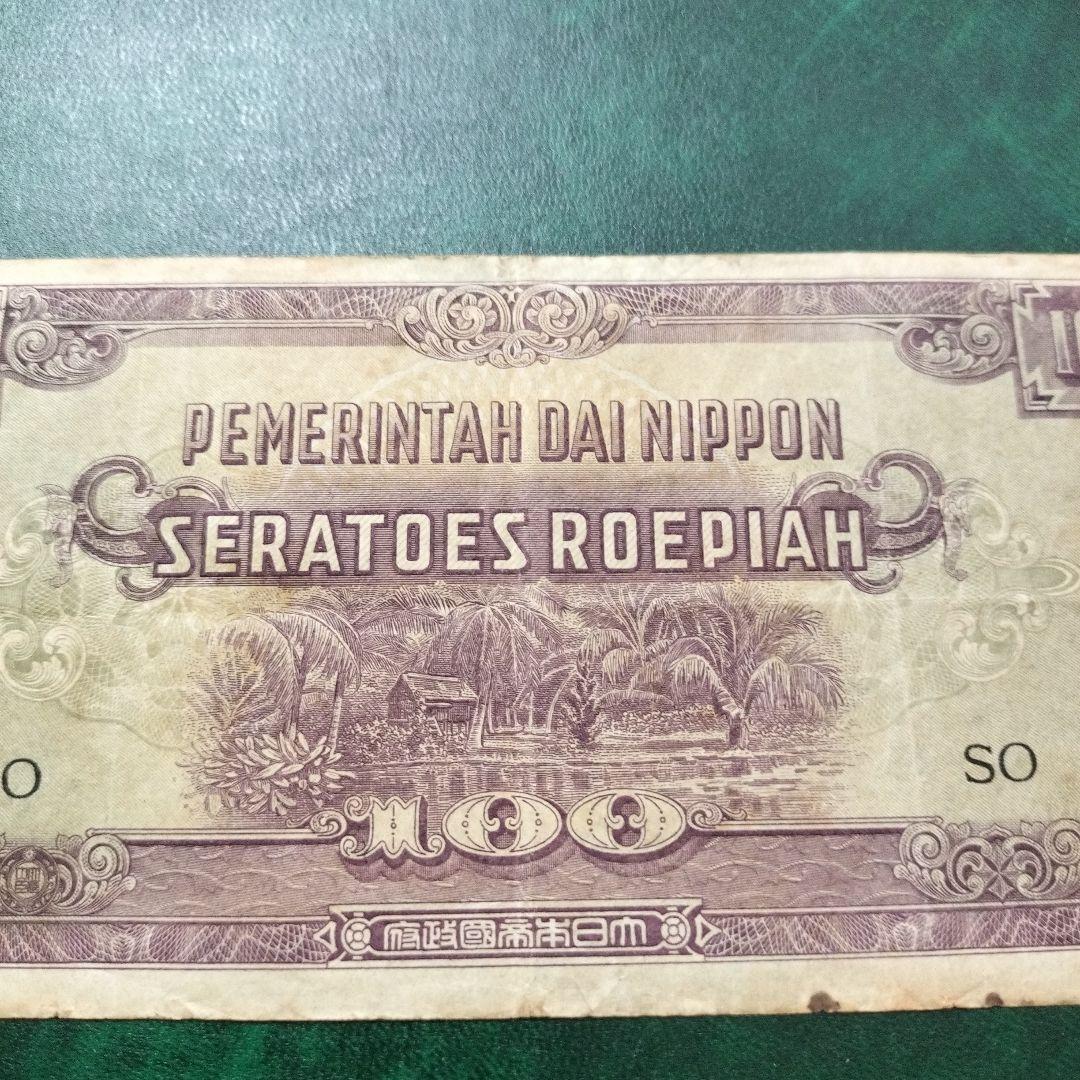 PEMERINTAH DAI NIPPON
SERATOES ROEPIAH
SO
100
府政國帝本日大